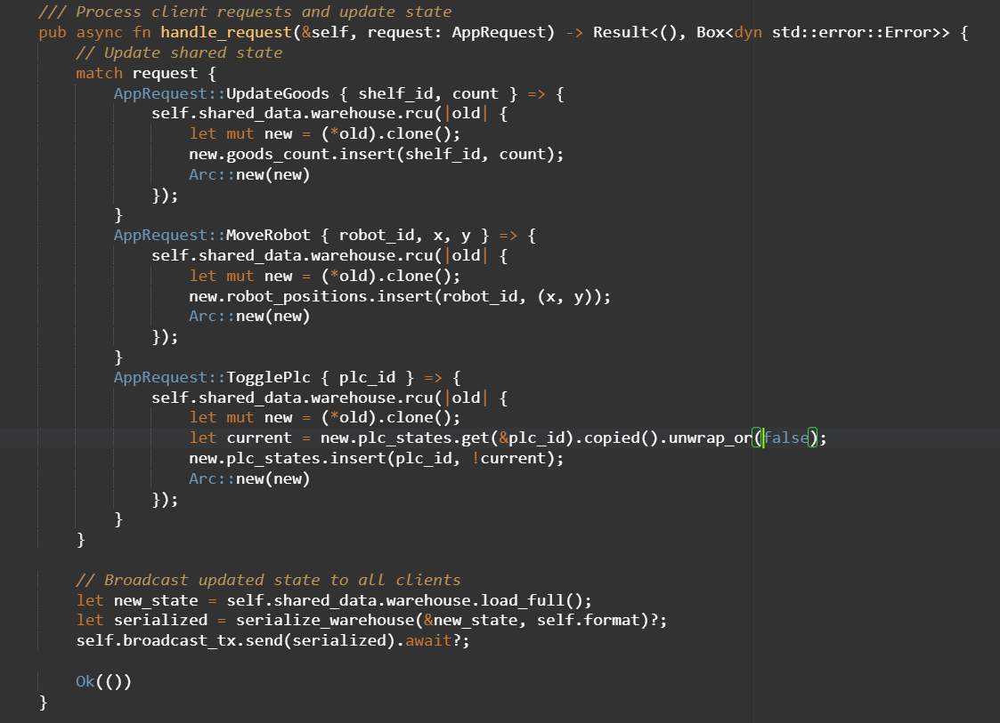 /// Process client requests and update state
pub async fn handle_request(&self, request: AppRequest) -> Result<(), Box<dyn std::error::Error>> {
    // Update shared state
    match request {
        AppRequest::UpdateGoods { shelf_id, count } => {
            self.shared_data.warehouse.rcu(|old| {
                let mut new = (*old).clone();
                new.goods_count.insert(shelf_id, count);
                Arc::new(new)
            });
        }
        AppRequest::MoveRobot { robot_id, x, y } => {
            self.shared_data.warehouse.rcu(|old| {
                let mut new = (*old).clone();
                new.robot_positions.insert(robot_id, (x, y));
                Arc::new(new)
            });
        }
        AppRequest::TogglePlc { plc_id } => {
            self.shared_data.warehouse.rcu(|old| {
                let mut new = (*old).clone();
                let current = new.plc_states.get(&plc_id).copied().unwrap_or(false);
                new.plc_states.insert(plc_id, !current);
                Arc::new(new)
            });
        }
    }

    // Broadcast updated state to all clients
    let new_state = self.shared_data.warehouse.load_full();
    let serialized = serialize_warehouse(&new_state, self.format)?;
    self.broadcast_tx.send(serialized).await?;

    Ok(())
}